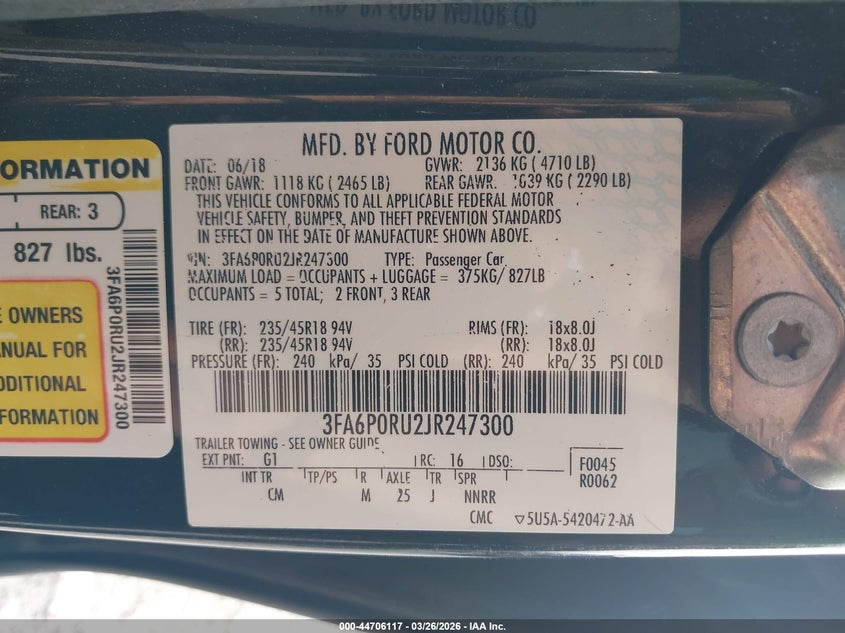 MFD. BY FORD MOTOR CO
ORMATION
REAR: 3
827 lbs.
E OWNERS
ANUAL FOR
DDITIONAL
FORMATION
3FA6P0RU2JR247300
MFD. BY FORD MOTOR CO.
DATE: 06/18 GVWR: 2136 KG ( 4710 LB)
FRONT GAWR: 1118 KG ( 2465 LB) REAR GAWR: 1039 KG ( 2290 LB)
THIS VEHICLE CONFORMS TO ALL APPLICABLE FEDERAL MOTOR
VEHICLE SAFETY, BUMPER, AND THEFT PREVENTION STANDARDS
IN EFFECT ON THE DATE OF MANUFACTURE SHOWN ABOVE.
VIN: 3FA6P0RU2JR247300 TYPE: Passenger Car
MAXIMUM LOAD = OCCUPANTS + LUGGAGE = 375KG/ 827LB
OCCUPANTS = 5 TOTAL; 2 FRONT, 3 REAR
TIRE (FR): 235/45R18 94V RIMS (FR): 18x8.0J
(RR): 235/45R18 94V (RR): 18x8.0J
PRESSURE (FR): 240 kPa/ 35 PSI COLD (RR): 240 kPa/ 35 PSI COLD
3FA6P0RU2JR247300
TRAILER TOWING - SEE OWNER GUIDE
EXT PNT: G1 RC: 16 DSO: F0045
INT TR TP/PS R AXLE TR SPR R0062
CM M 25 J NNRR
CMC ▽5U5A-5420472-AA
000-44706117 - 03/26/2026 - IAA Inc.